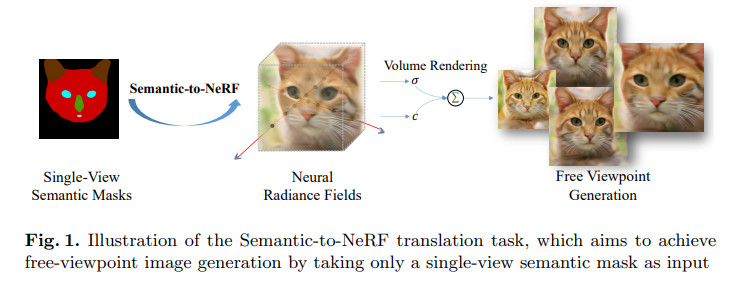 Semantic-to-NeRF
Volume Rendering
σ
Σ
c
Single-View
Semantic Masks
Neural
Radiance Fields
Free Viewpoint
Generation
Fig. 1. Illustration of the Semantic-to-NeRF translation task, which aims to achieve
free-viewpoint image generation by taking only a single-view semantic mask as input